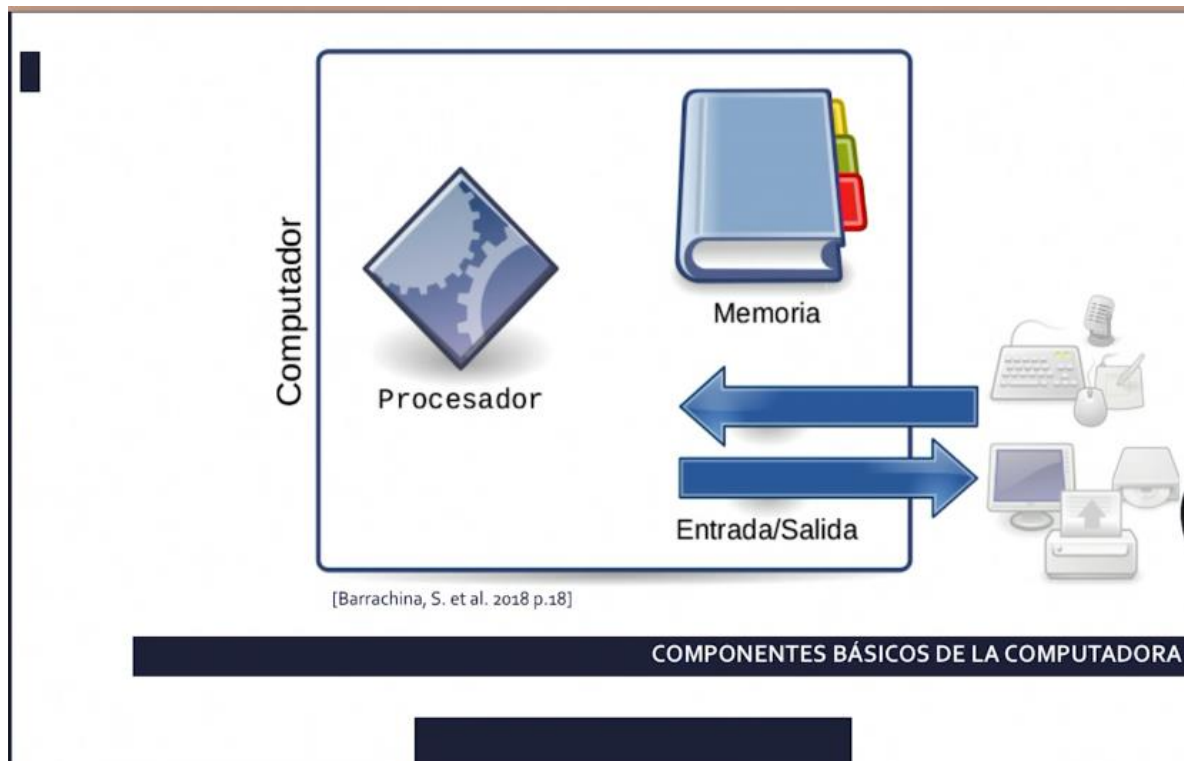 Computador
Memoria
Procesador
Entrada/Salida
[Barrachina, S. et al. 2018 p.18]
COMPONENTES BÁSICOS DE LA COMPUTADORA